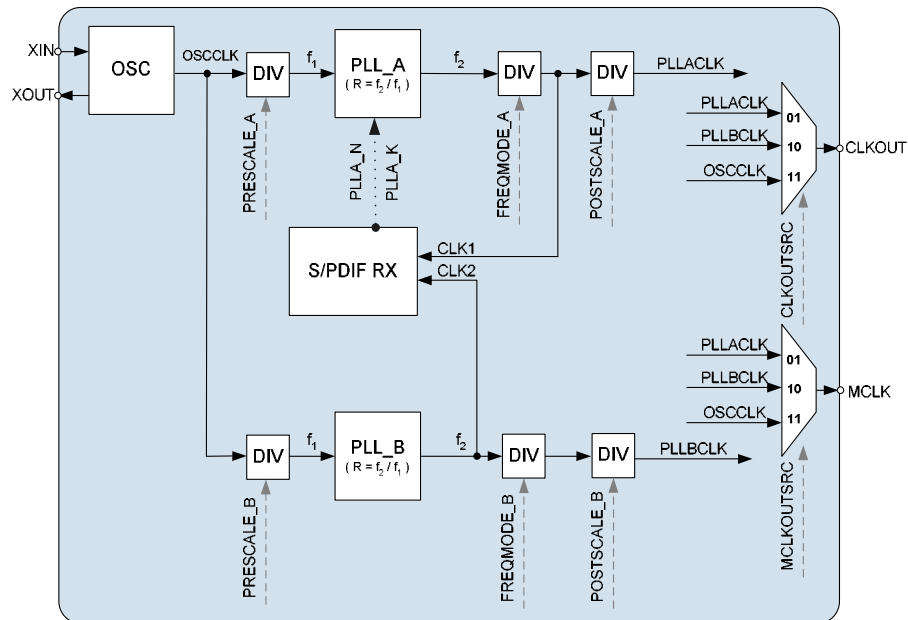 XIN
XOUT
OSC
OSCCLK
DIV
f1
PLL_A
( R = f2 / f1 )
f2
DIV
DIV
PLLACLK
PRESCALE_A
PLLA_N
PLLA_K
FREQMODE_A
POSTSCALE_A
PLLACLK
01
PLLBCLK
10
OSCCLK
11
CLKOUT
CLKOUTSRC
S/PDIF RX
CLK1
CLK2
PLLACLK
01
PLLBCLK
10
OSCCLK
11
MCLK
MCLKOUTSRC
DIV
f1
PLL_B
( R = f2 / f1 )
f2
DIV
DIV
PLLBCLK
PRESCALE_B
FREQMODE_B
POSTSCALE_B